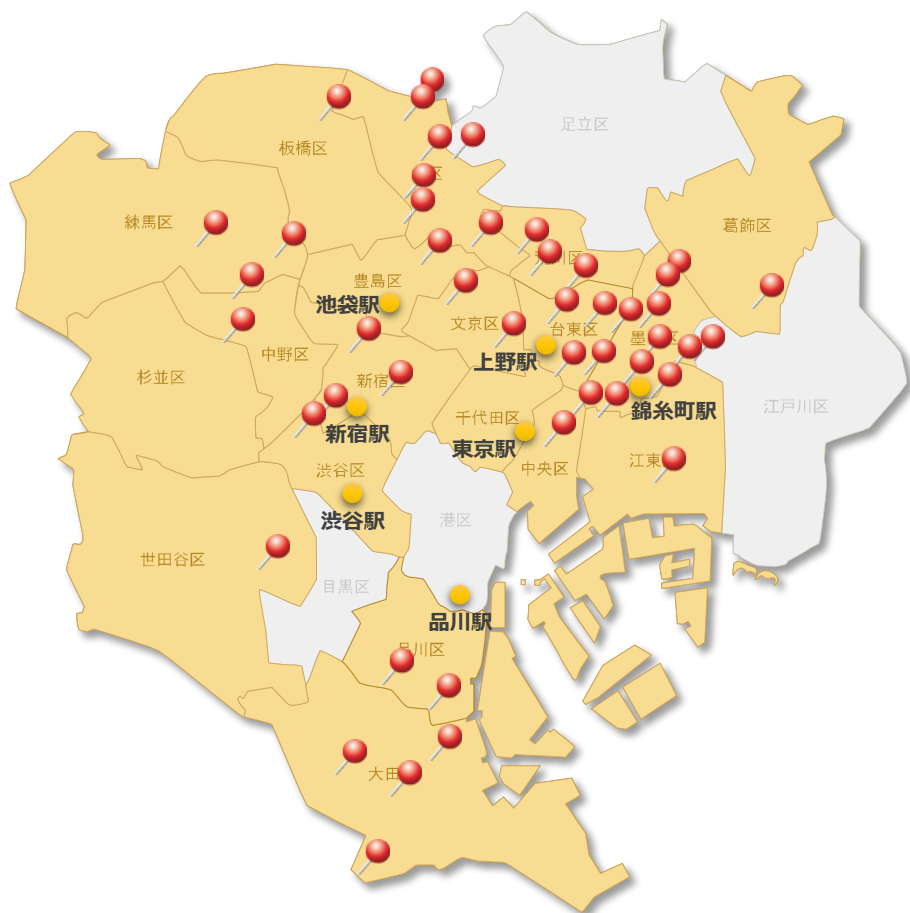 足立区
板橋区
区
練馬区
葛飾区
荒川区
豊島区
池袋駅
文京区
台東区
墨 区
上野駅
中野区
杉並区
新宿区
江戸川区
錦糸町駅
千代田区
新宿駅
東京駅
中央区
江東
渋谷区
渋谷駅
港区
世田谷区
目黒区
品川駅
品川区
大田